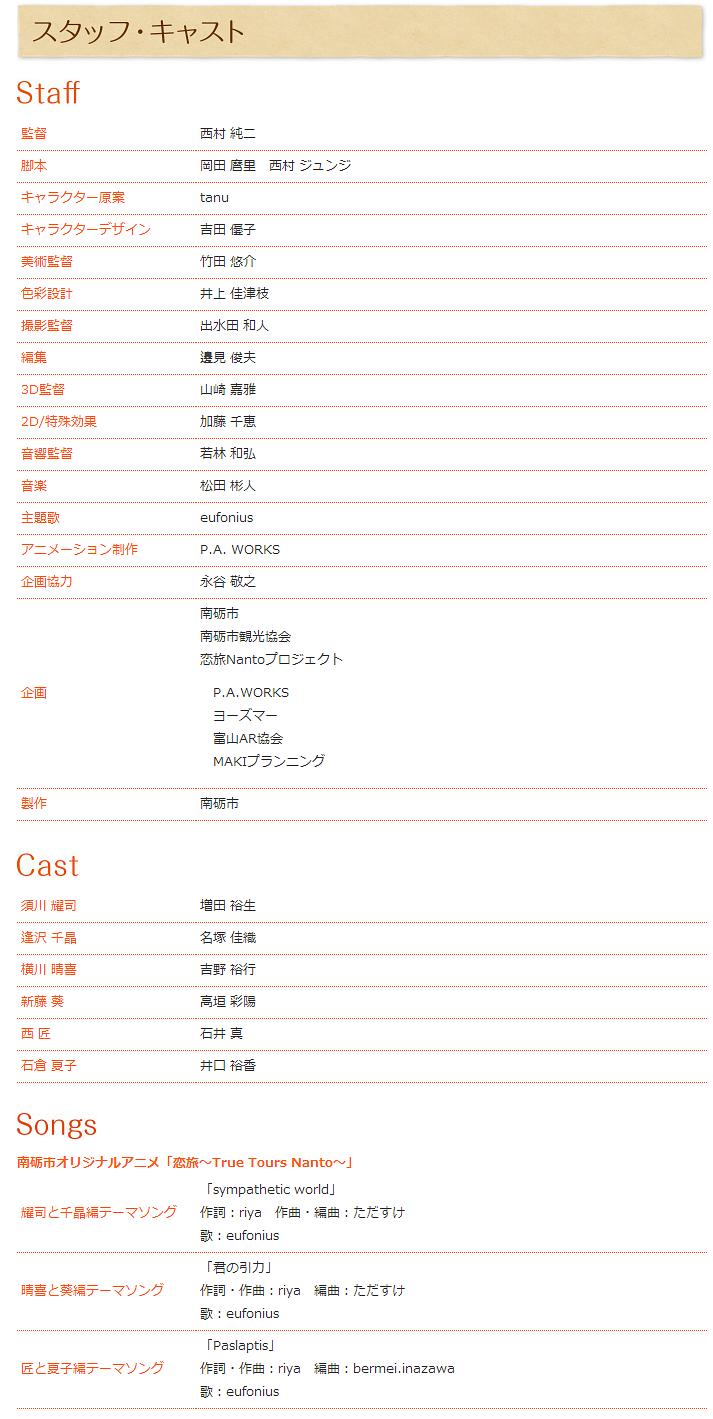 スタッフ・キャスト
Staff
監督 西村 純二
脚本 岡田 麿里　西村 ジュンジ
キャラクター原案 tanu
キャラクターデザイン 吉田 優子
美術監督 竹田 悠介
色彩設計 井上 佳津枝
撮影監督 出水田 和人
編集 邊見 俊夫
3D監督 山崎 嘉雅
2D/特殊効果 加藤 千恵
音響監督 若林 和弘
音楽 松田 彬人
主題歌 eufonius
アニメーション制作 P.A. WORKS
企画協力 永谷 敬之
南砺市
南砺市観光協会
恋旅Nantoプロジェクト
企画 P.A.WORKS
ヨーズマー
富山AR協会
MAKIプランニング
製作 南砺市
Cast
須川 耀司 増田 裕生
逢沢 千晶 名塚 佳織
横川 晴喜 吉野 裕行
新藤 葵 高垣 彩陽
西 匠 石井 真
石倉 夏子 井口 裕香
Songs
南砺市オリジナルアニメ「恋旅～True Tours Nanto～」
「sympathetic world」
耀司と千晶編テーマソング 作詞：riya　作曲・編曲：ただすけ
歌：eufonius
「君の引力」
晴喜と葵編テーマソング 作詞・作曲：riya　編曲：ただすけ
歌：eufonius
「Paslaptis」
匠と夏子編テーマソング 作詞・作曲：riya　編曲：bermei.inazawa
歌：eufonius